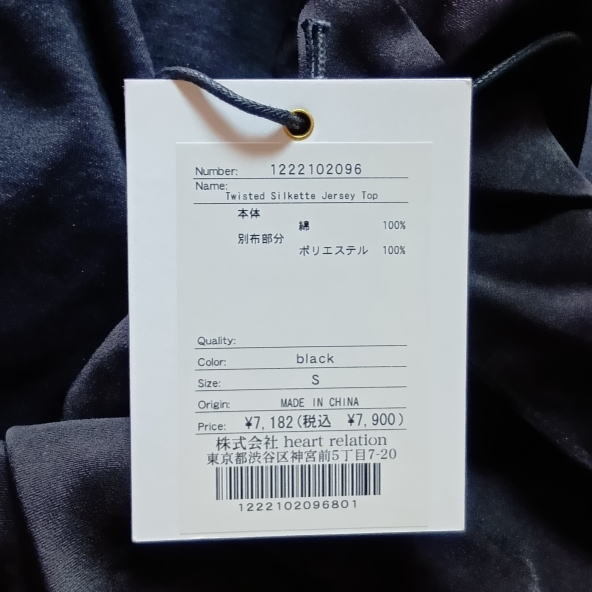 Number: 1222102096
Name:
Twisted Silkette Jersey Top
本体
綿 100%
別布部分
ポリエステル 100%
Quality:
Color: black
Size: S
Origin: MADE IN CHINA
Price: ¥7,182(税込 ¥7,900)
株式会社 heart relation
東京都渋谷区神宮前5丁目7-20
1222102096801